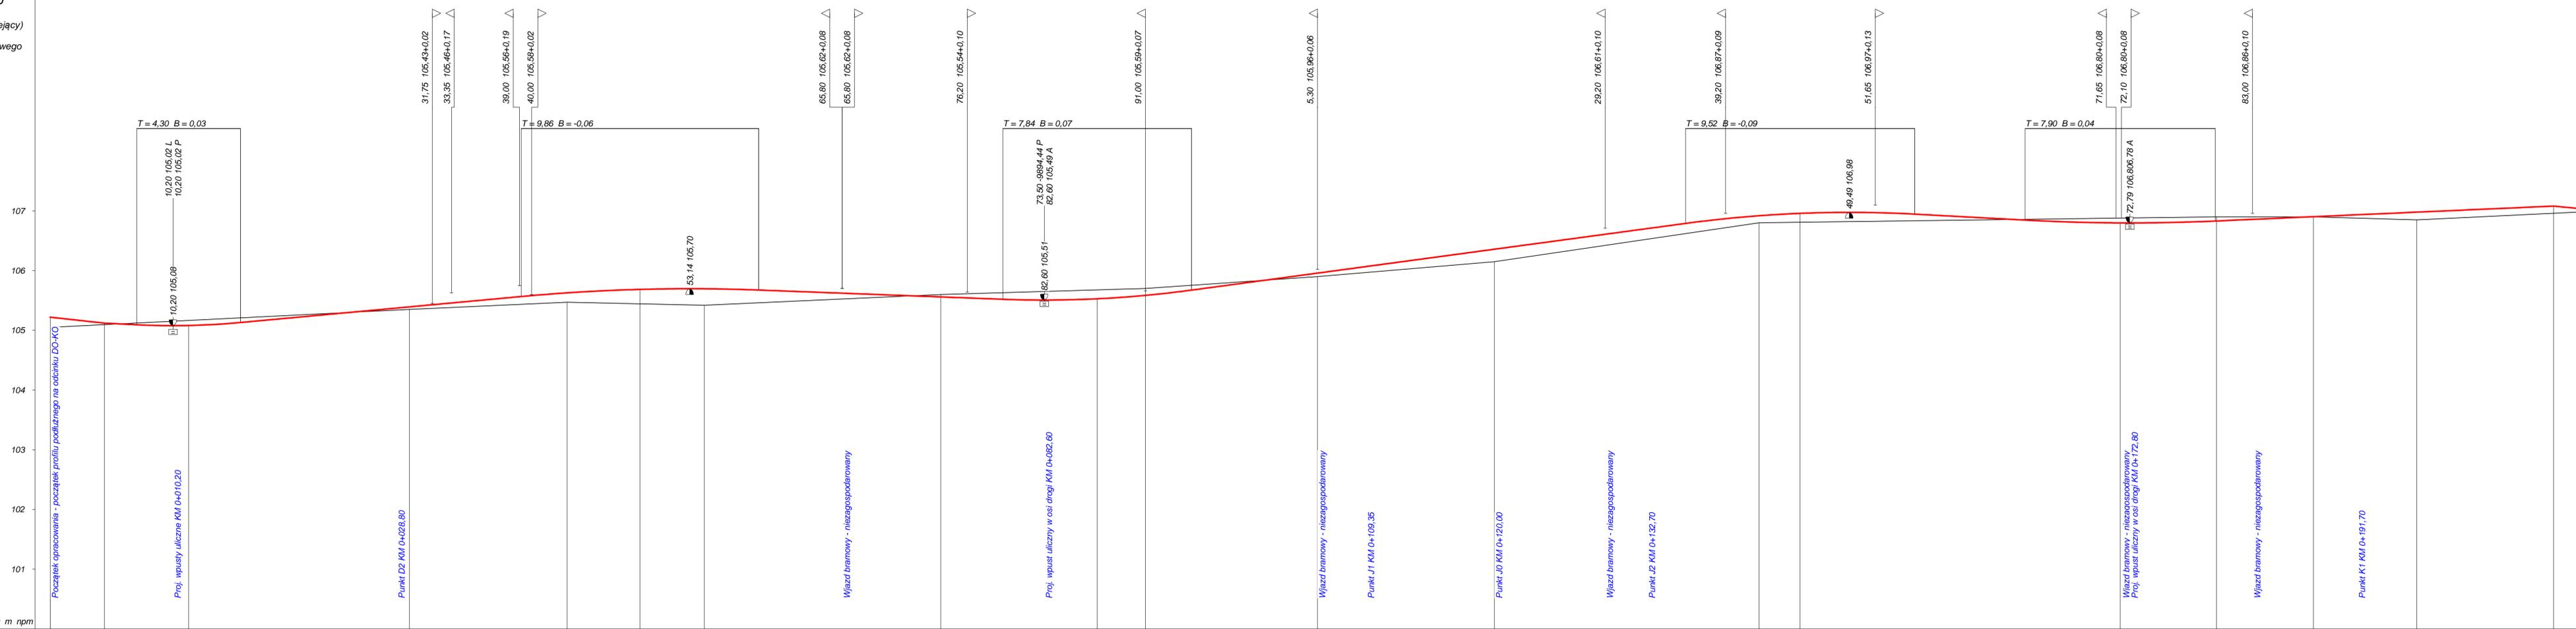 ejący)
wego
31,75 105,43+0,02
33,35 105,46+0,17
39,00 105,56+0,19
40,00 105,58+0,02
65,80 105,62+0,08
65,80 105,62+0,08
76,20 105,54+0,10
91,00 105,59+0,07
5,30 105,96+0,06
29,20 106,61+0,10
39,20 106,87+0,09
51,65 106,97+0,13
71,65 106,80+0,08
72,10 106,80+0,08
83,00 106,86+0,10
T = 4,30 B = 0,03
T = 9,86 B = -0,06
T = 7,84 B = 0,07
T = 9,52 B = -0,09
T = 7,90 B = 0,04
10,20 105,02 L
10,20 105,02 P
10,20 105,08
53,14 105,70
73,50 -9894,44 P
82,60 105,49 A
82,60 105,51
49,49 106,98
72,79 106,806,78 A
107
106
105
104
103
102
101
m npm
Początek opracowania - początek profilu podłużnego na odcinku DO-KO
Proj. wpusty uliczne KM 0+010,20
Punkt D2 KM 0+028,80
Wjazd bramowy - niezagospodarowany
Proj. wpust uliczny w osi drogi KM 0+082,60
Wjazd bramowy - niezagospodarowany
Punkt J1 KM 0+109,35
Punkt J0 KM 0+120,00
Wjazd bramowy - niezagospodarowany
Punkt J2 KM 0+132,70
Wjazd bramowy - niezagospodarowany
Proj. wpust uliczny w osi drogi KM 0+172,80
Wjazd bramowy - niezagospodarowany
Punkt K1 KM 0+191,70